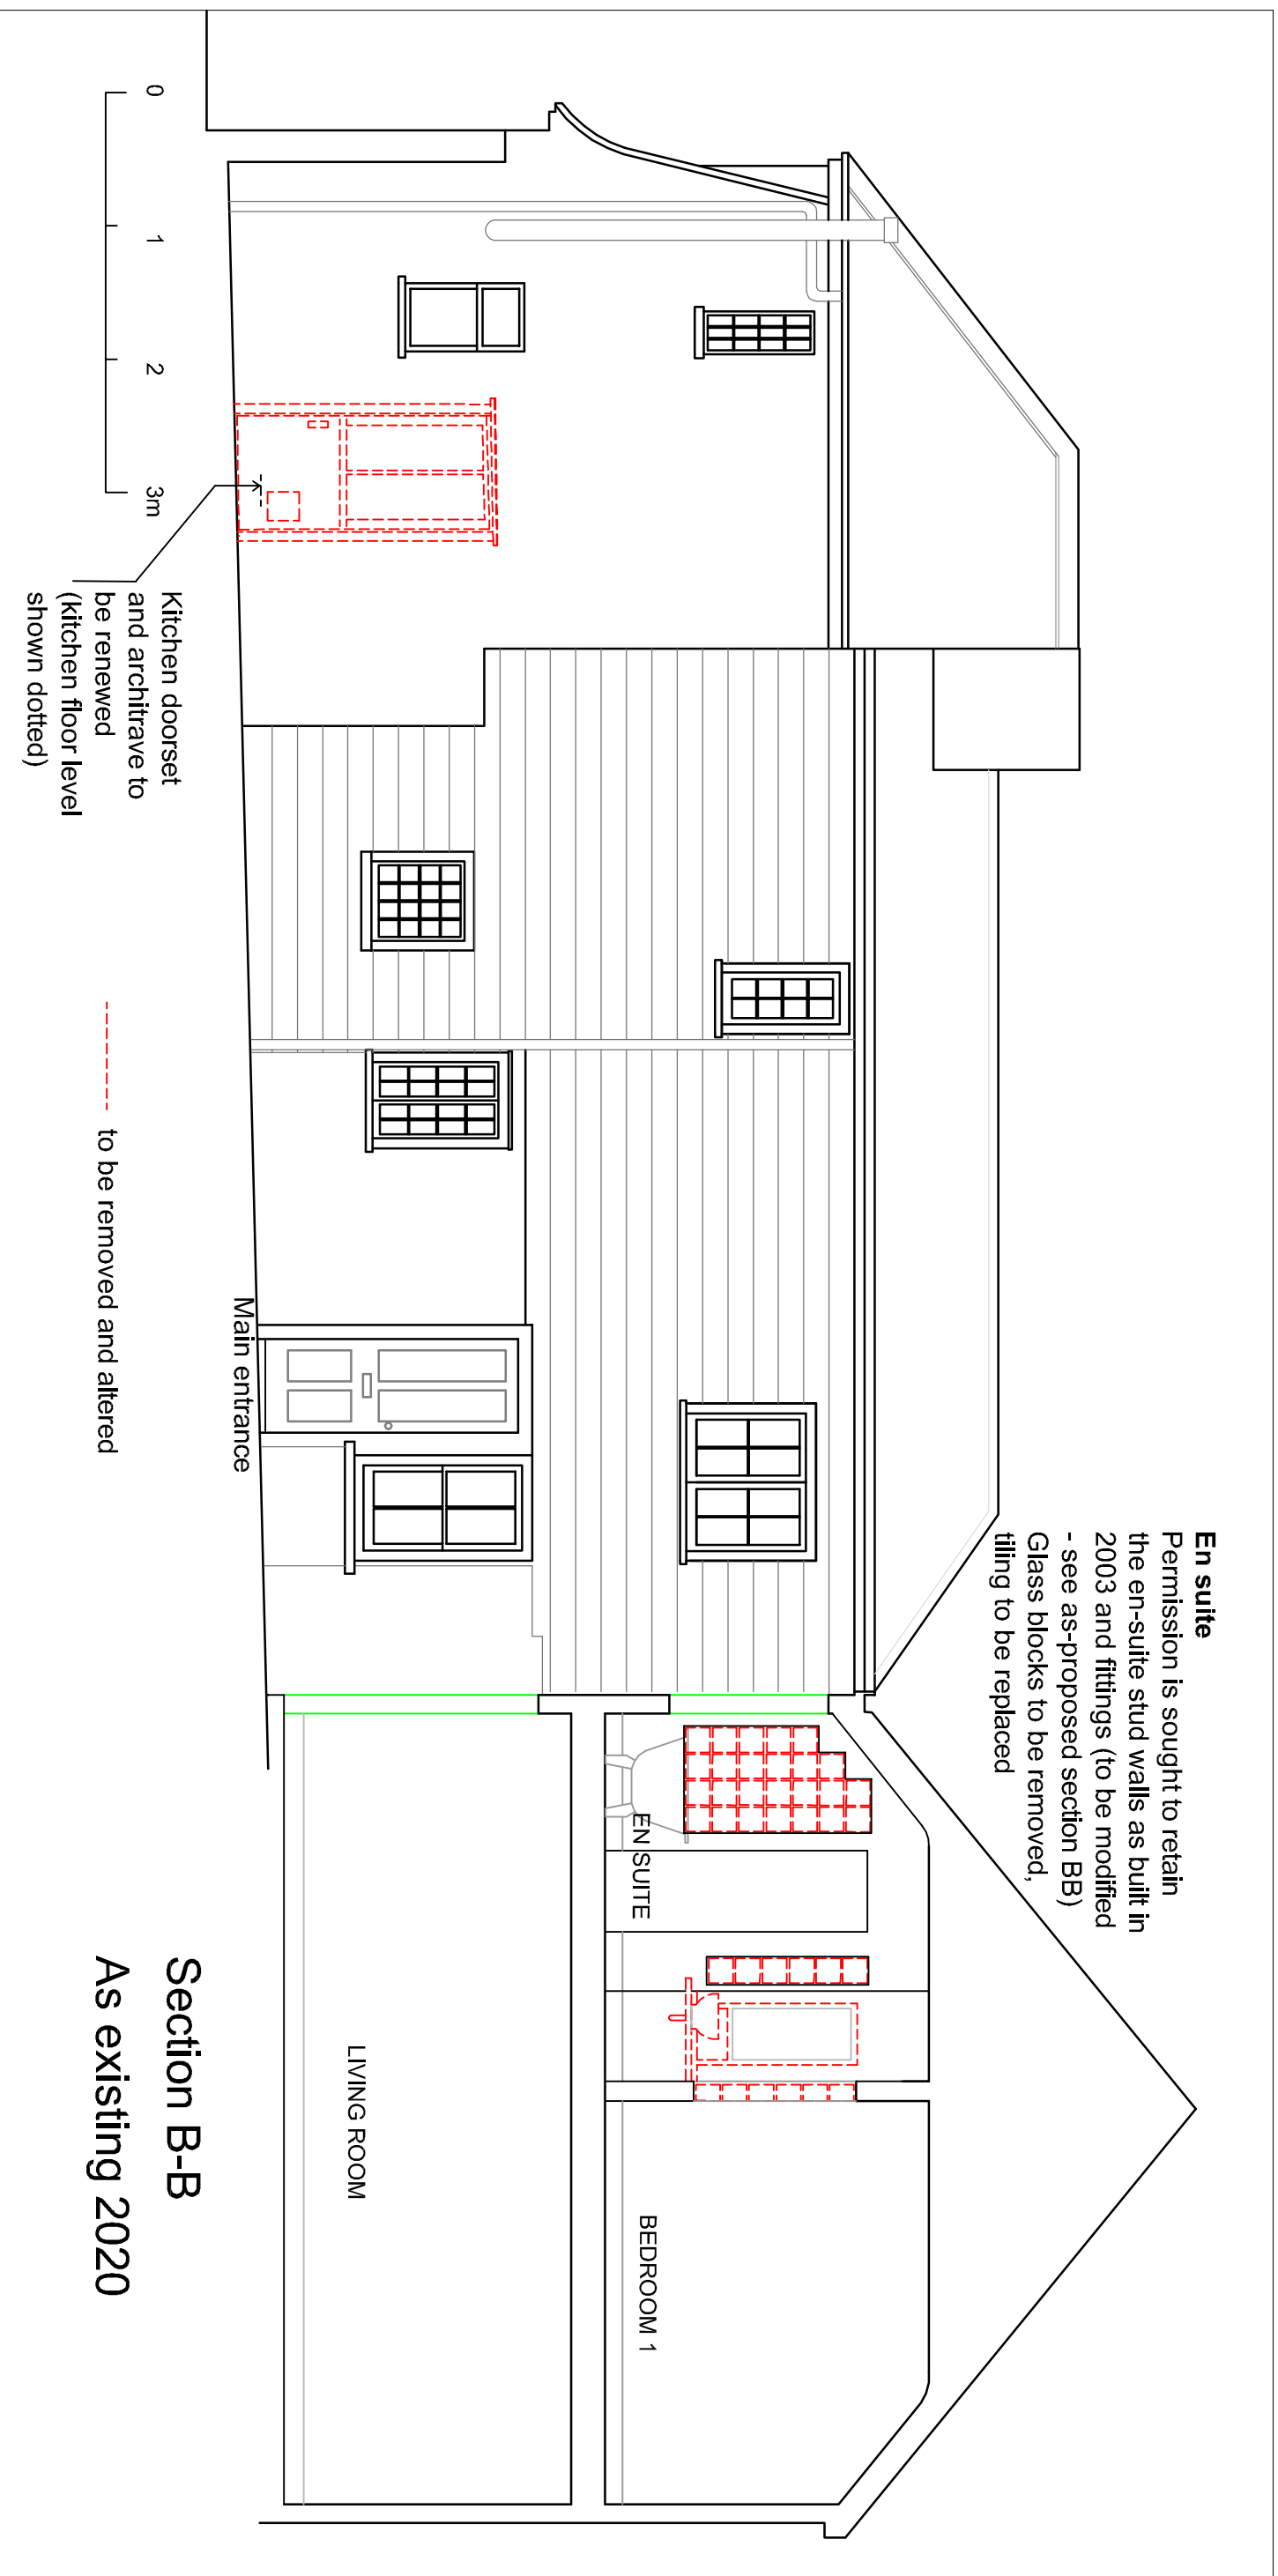 En suite
Permission is sought to retain
the en-suite stud walls as built in
2003 and fittings (to be modified
- see as-proposed section BB)
Glass blocks to be removed,
tiling to be replaced
EN SUITE
BEDROOM 1
LIVING ROOM
Main entrance
0 1 2 3m
Kitchen doorset
and architrave to
be renewed
(kitchen floor level
shown dotted)
to be removed and altered
Section B-B
As existing 2020